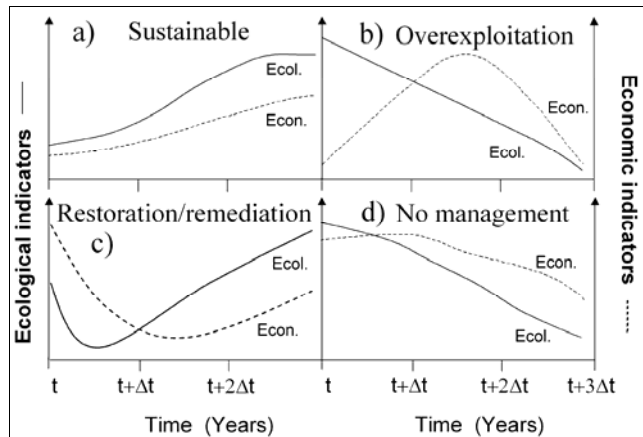 a) Sustainable
Ecol.
Econ.
b) Overexploitation
Econ.
Ecol.
Restoration/remediation
c)
Ecol.
Econ.
d) No management
Econ.
Ecol.
Ecological indicators
Economic indicators
t t+Δt t+2Δt t t+Δt t+2Δt t+3Δt
Time (Years) Time (Years)